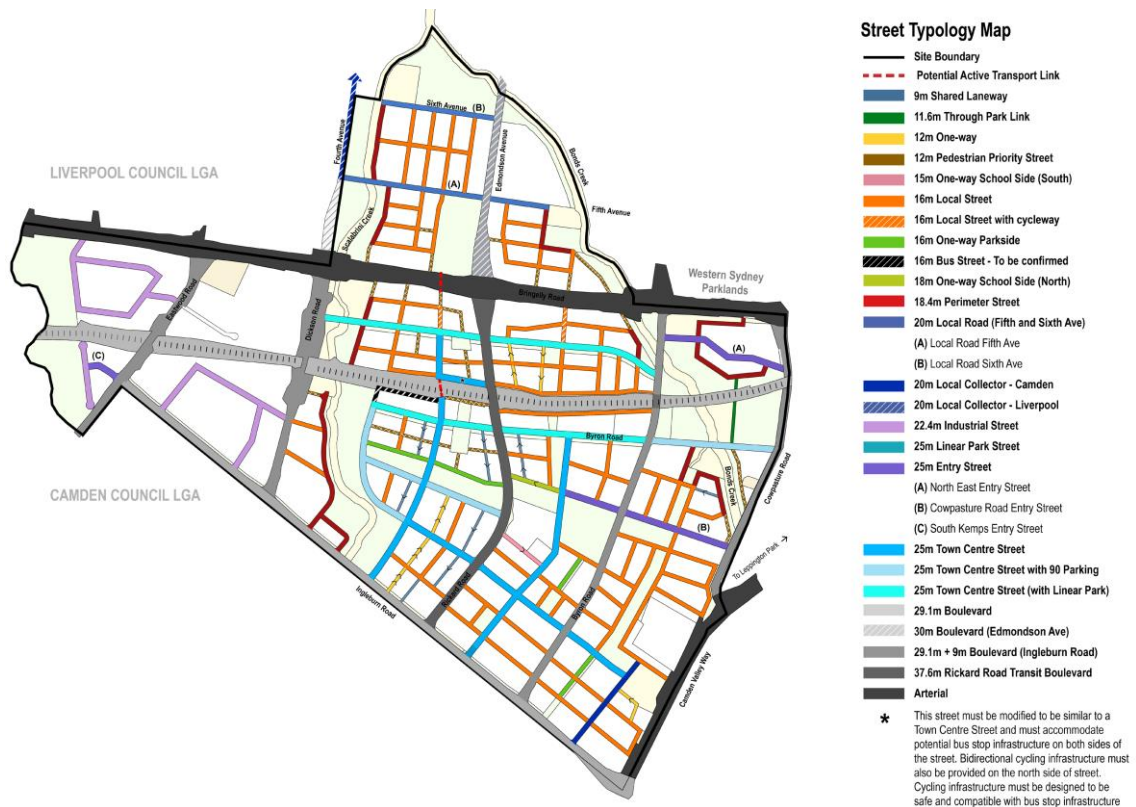 Street Typology Map
Site Boundary
Potential Active Transport Link
9m Shared Laneway
11.6m Through Park Link
12m One-way
12m Pedestrian Priority Street
15m One-way School Side (South)
16m Local Street
16m Local Street with cycleway
16m One-way Parkside
16m Bus Street - To be confirmed
18m One-way School Side (North)
18.4m Perimeter Street
20m Local Road (Fifth and Sixth Ave)
(A) Local Road Fifth Ave
(B) Local Road Sixth Ave
20m Local Collector - Camden
20m Local Collector - Liverpool
22.4m Industrial Street
25m Linear Park Street
25m Entry Street
(A) North East Entry Street
(B) Cowpasture Road Entry Street
(C) South Kemps Entry Street
25m Town Centre Street
25m Town Centre Street with 90 Parking
25m Town Centre Street (with Linear Park)
29.1m Boulevard
30m Boulevard (Edmondson Ave)
29.1m + 9m Boulevard (Ingleburn Road)
37.6m Rickard Road Transit Boulevard
Arterial
* This street must be modified to be similar to a
Town Centre Street and must accommodate
potential bus stop infrastructure on both sides of
the street. Bidirectional cycling infrastructure must
also be provided on the north side of street.
Cycling infrastructure must be designed to be
safe and compatible with bus stop infrastructure
LIVERPOOL COUNCIL LGA
CAMDEN COUNCIL LGA
Sixth Avenue (B)
Fourth Avenue
Edmondson Avenue
Bonds Creek
(A)
Fifth Avenue
Scalabrini Creek
Western Sydney
Parklands
Bringelly Road
Eastwood Road
Dickson Road
(A)
(C)
*
Byron Road
Bonds Creek
Cowpasture Road
(B)
To Leppington Park
Rickard Road
Byron Road
Ingleburn Road
Camden Valley Way